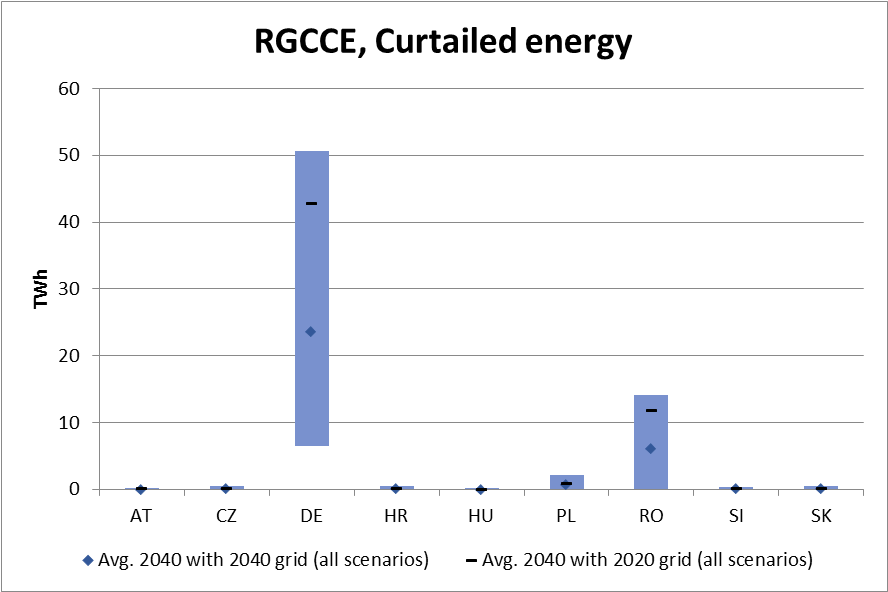 RGCCE, Curtailed energy
TWh
60
50
40
30
20
10
0
AT CZ DE HR HU PL RO SI SK
Avg. 2040 with 2040 grid (all scenarios) Avg. 2040 with 2020 grid (all scenarios)